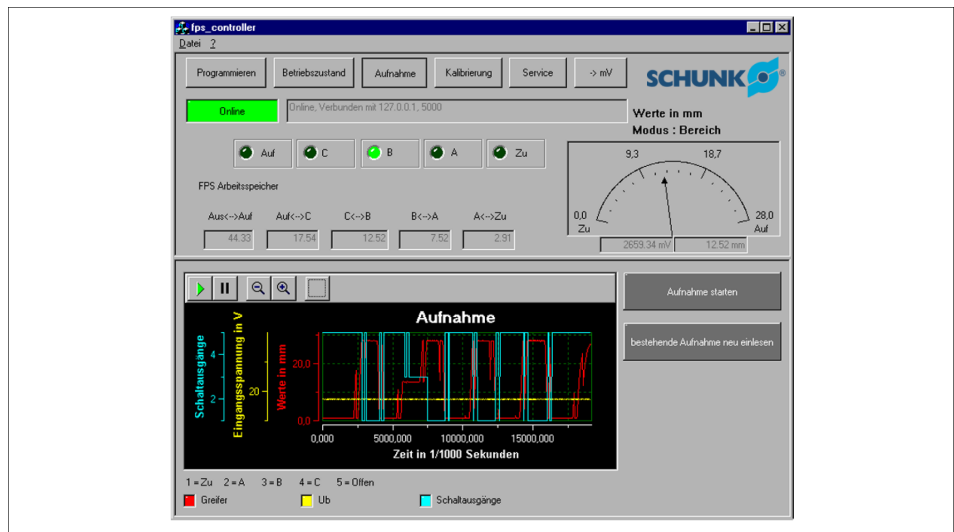 fps_controller
Datei ?
Programmieren Betriebszustand Aufnahme Kalibrierung Service -> mV
SCHUNK ®
Online Online, Verbunden mit 127.0.0.1, 5000
Werte in mm
Modus : Bereich
Auf C B A Zu
9,3 18,7
0,0 28,0
Zu Auf
FPS Arbeitsspeicher
Aus<-->Auf Auf<-->C C<-->B B<-->A A<-->Zu
44.33 17.54 12.52 7.52 2.91
2659.34 mV 12.52 mm
Aufnahme starten
bestehende Aufnahme neu einlesen
Aufnahme
Schaltausgänge
4
2
Eingangsspannung in V
20
Werte in mm
20,0
0,0
0,000 5000,000 10000,000 15000,000
Zeit in 1/1000 Sekunden
1 = Zu 2 = A 3 = B 4 = C 5 = Offen
Greifer Ub Schaltausgänge